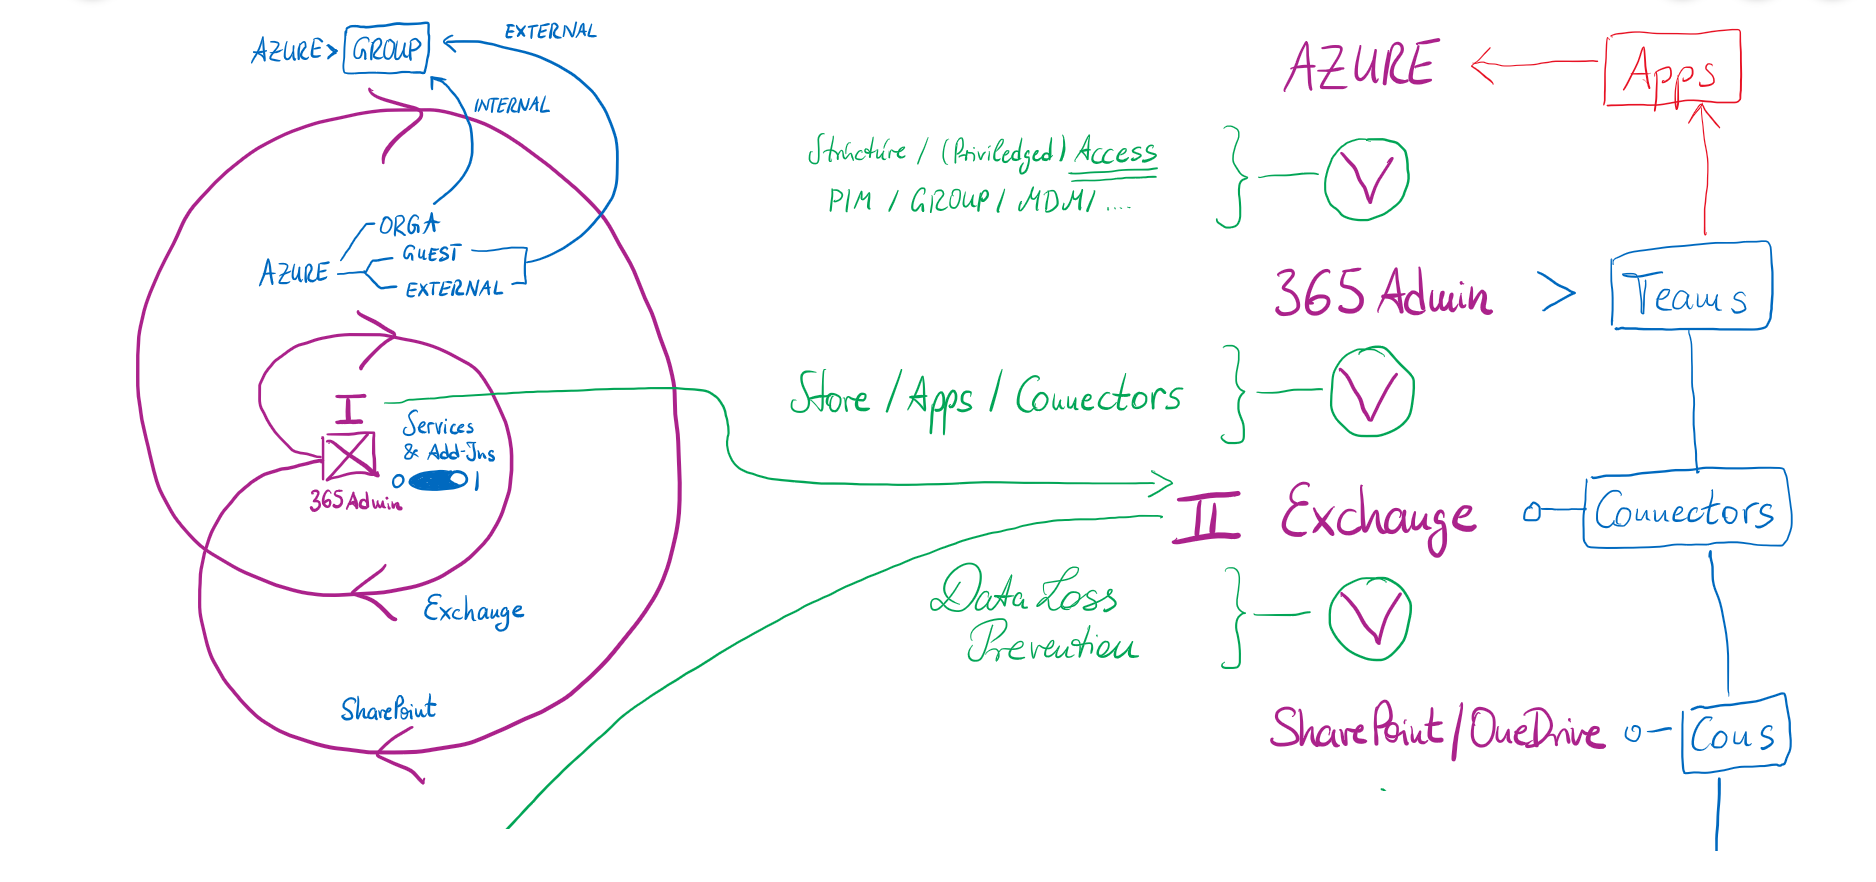 AZURE > GROUP
EXTERNAL
INTERNAL
ORGA
AZURE
GUEST
EXTERNAL
I
Services
& Add-Ins
0 1
365 Admin
Exchange
SharePoint
AZURE
Apps
Structure / (Priviledged) Access
PIM / GROUP / MDM / ....
V
365 Admin > Teams
Store / Apps / Connectors
V
II Exchange
Connectors
Data Loss
Prevention
V
SharePoint / OneDrive
Cons